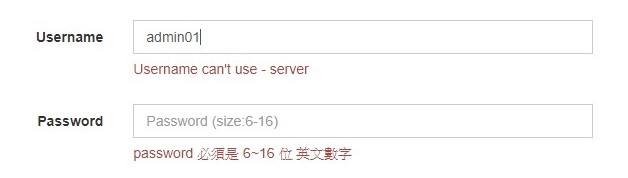 Username admin01
Username can't use - server
Password Password (size:6-16)
password 必須是 6~16 位 英文數字